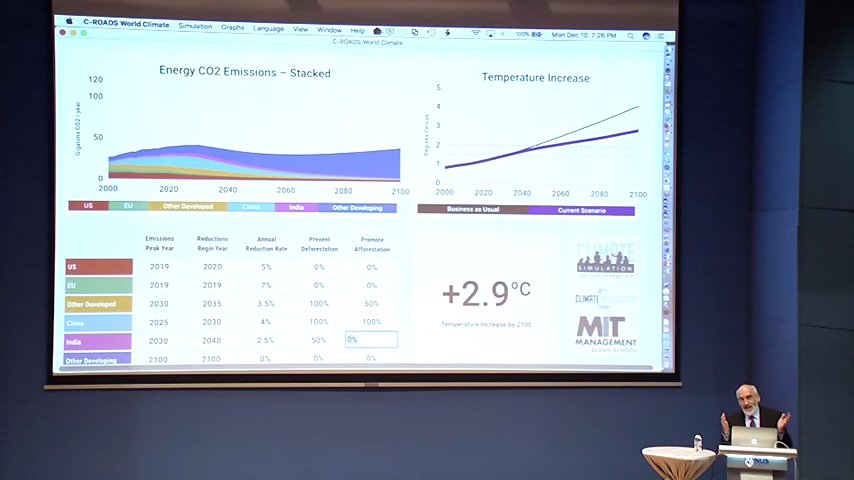 C-ROADS World Climate Simulation Graphs Language View Window Help 100% Mon Dec 10 7:26 PM
C-ROADS World Climate
Energy CO2 Emissions – Stacked
Gigatons CO2 / year
120
100
50
0
2000 2020 2040 2060 2080 2100
US EU Other Developed China India Other Developing
Temperature Increase
Degrees Celsius
5
4
3
2
1
0
2000 2020 2040 2060 2080 2100
Business as Usual Current Scenario
Emissions Peak Year Reductions Begin Year Annual Reduction Rate Prevent Deforestation Promote Afforestation
US 2019 2020 5% 0% 0%
EU 2019 2019 7% 0% 0%
Other Developed 2030 2035 3.5% 100% 50%
China 2025 2030 4% 100% 100%
India 2030 2040 2.5% 50% 0%
Other Developing 2100 2100 0% 0% 0%
+2.9°C
Temperature Increase by 2100
CLIMATE
SIMULATION
CLIMATE INTERACTIVE
MIT
MANAGEMENT
SLOAN SCHOOL
NUS